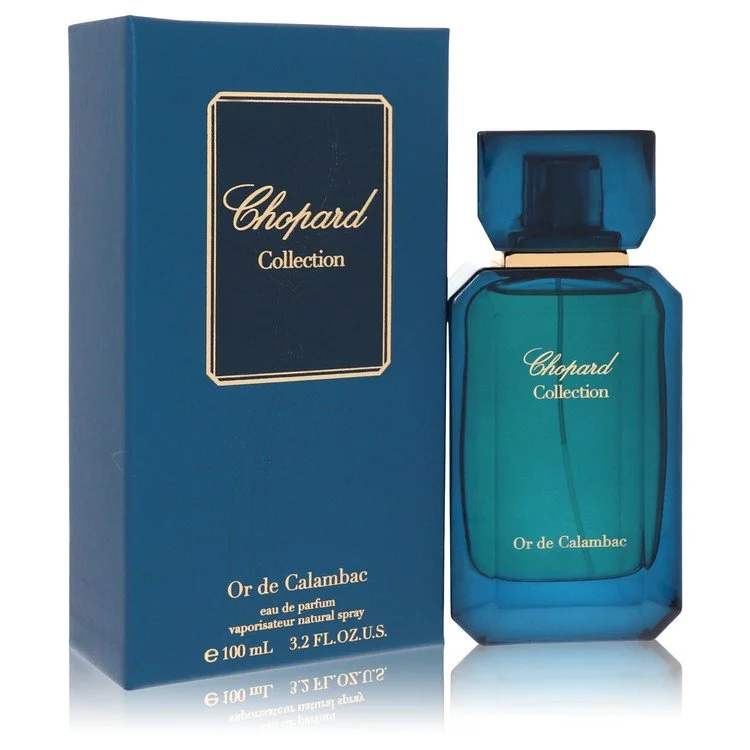 Chopard
Collection
Or de Calambac
eau de parfum
vaporisateur natural spray
e 100 mL 3.2 FL.OZ.U.S.
Chopard
Collection
Or de Calambac